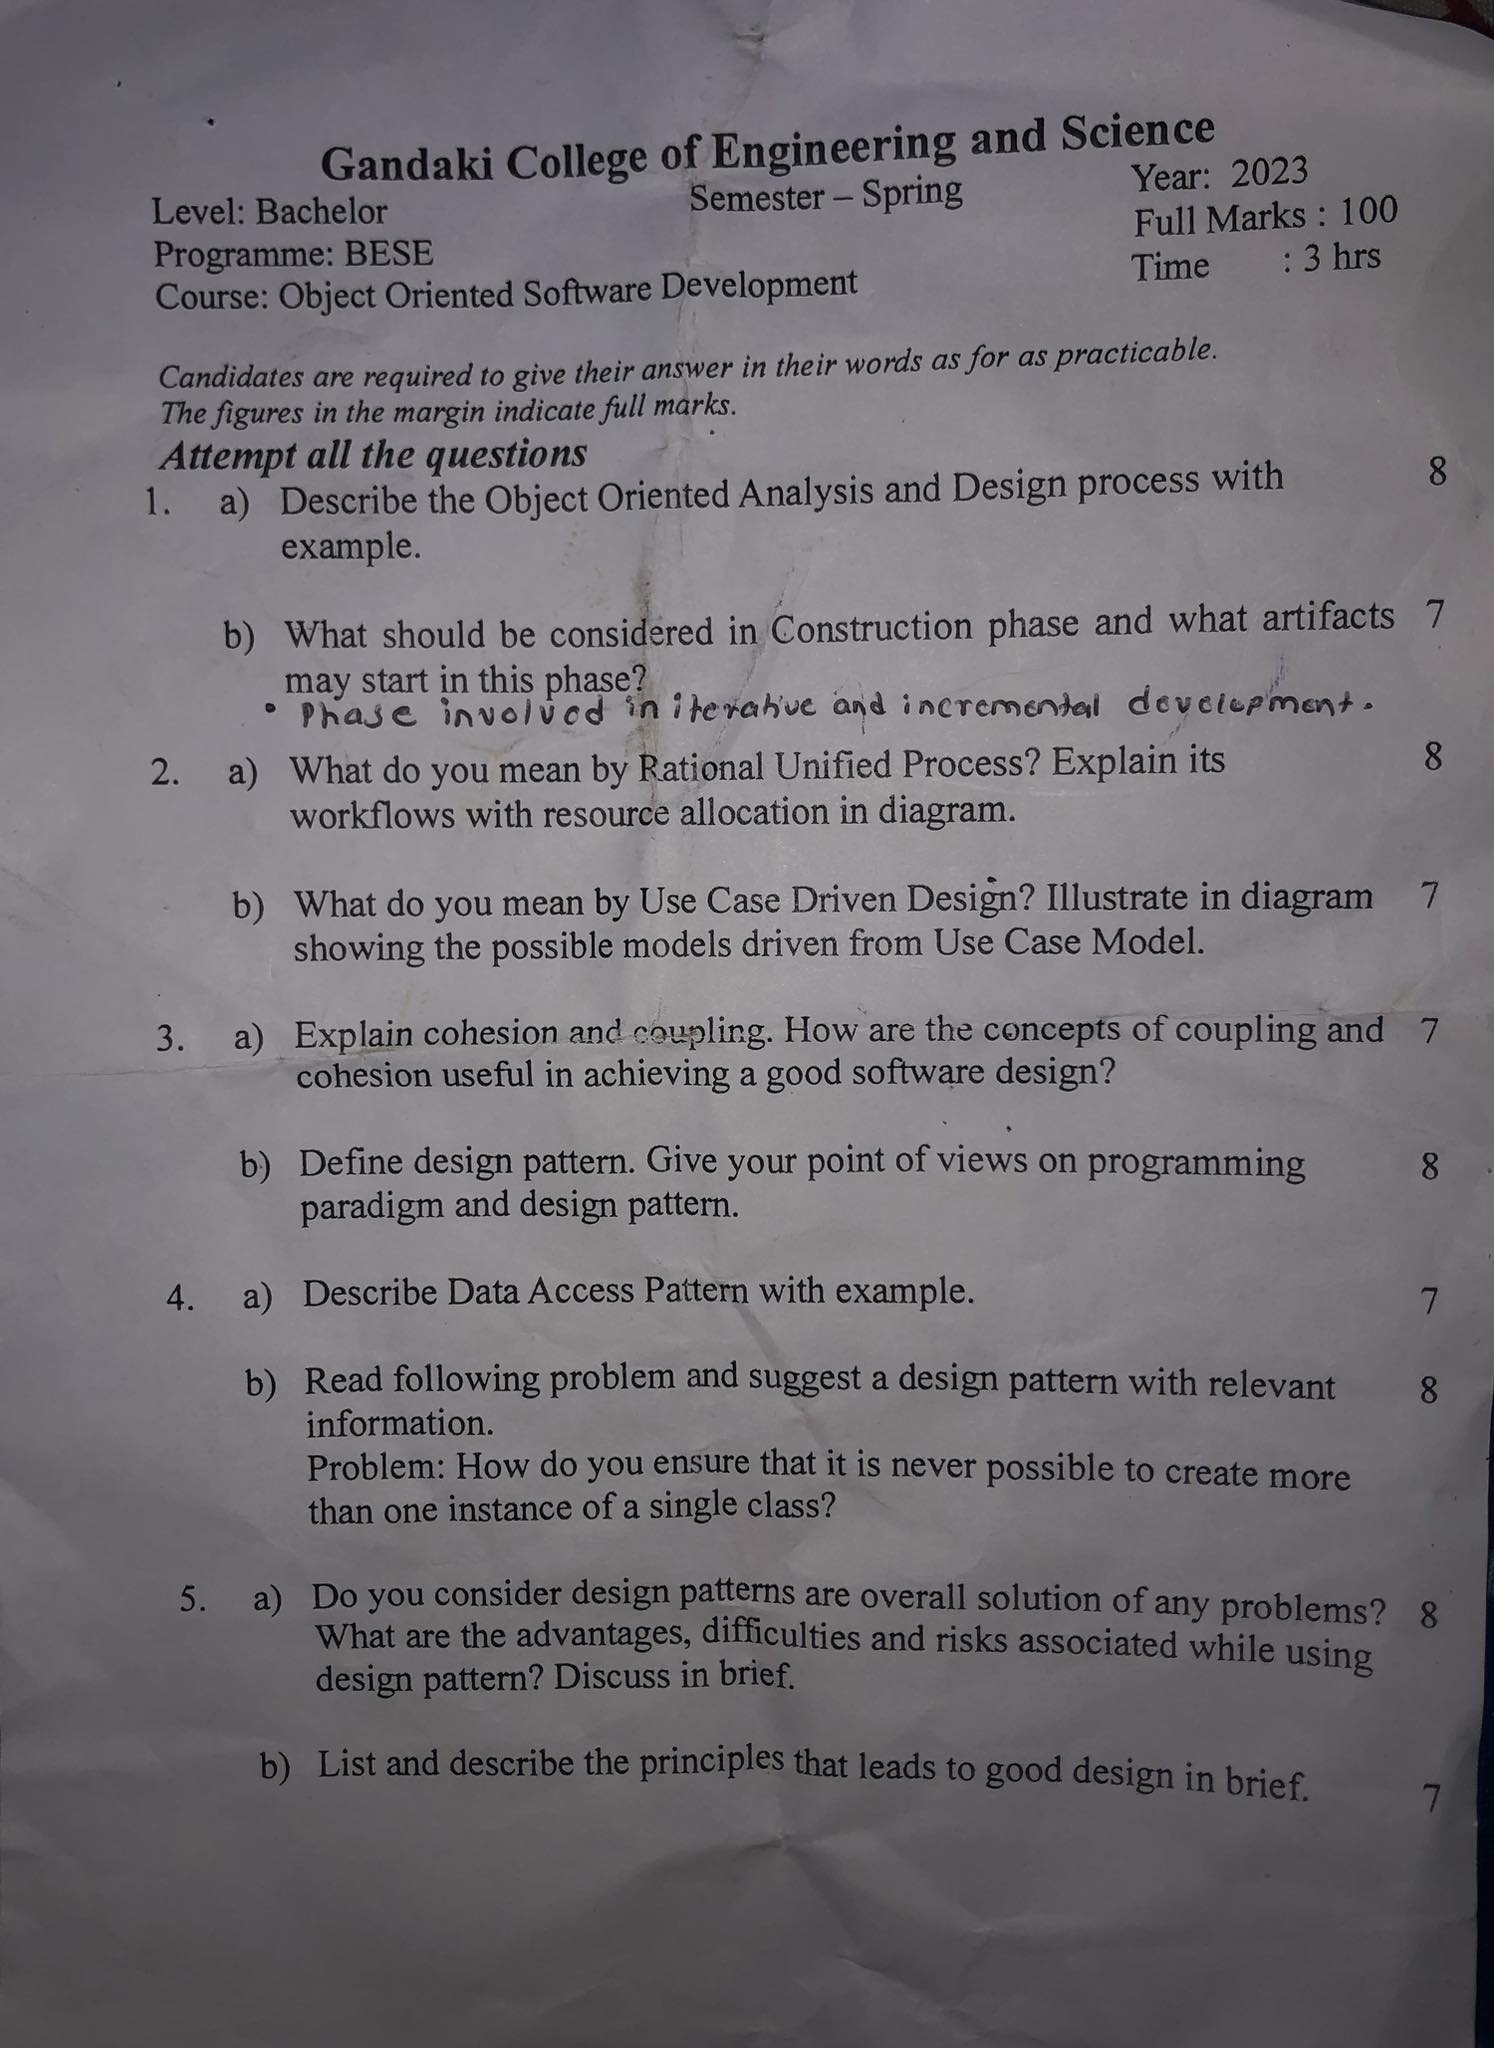 Gandaki College of Engineering and Science
Level: Bachelor Semester – Spring Year: 2023
Programme: BESE Full Marks : 100
Course: Object Oriented Software Development Time : 3 hrs
Candidates are required to give their answer in their words as for as practicable.
The figures in the margin indicate full marks.
Attempt all the questions
1. a) Describe the Object Oriented Analysis and Design process with 8
example.
b) What should be considered in Construction phase and what artifacts 7
may start in this phase?
• Phase involved in iterative and incremental development.
2. a) What do you mean by Rational Unified Process? Explain its 8
workflows with resource allocation in diagram.
b) What do you mean by Use Case Driven Design? Illustrate in diagram 7
showing the possible models driven from Use Case Model.
3. a) Explain cohesion and coupling. How are the concepts of coupling and 7
cohesion useful in achieving a good software design?
b) Define design pattern. Give your point of views on programming 8
paradigm and design pattern.
4. a) Describe Data Access Pattern with example. 7
b) Read following problem and suggest a design pattern with relevant 8
information.
Problem: How do you ensure that it is never possible to create more
than one instance of a single class?
5. a) Do you consider design patterns are overall solution of any problems? 8
What are the advantages, difficulties and risks associated while using
design pattern? Discuss in brief.
b) List and describe the principles that leads to good design in brief. 7